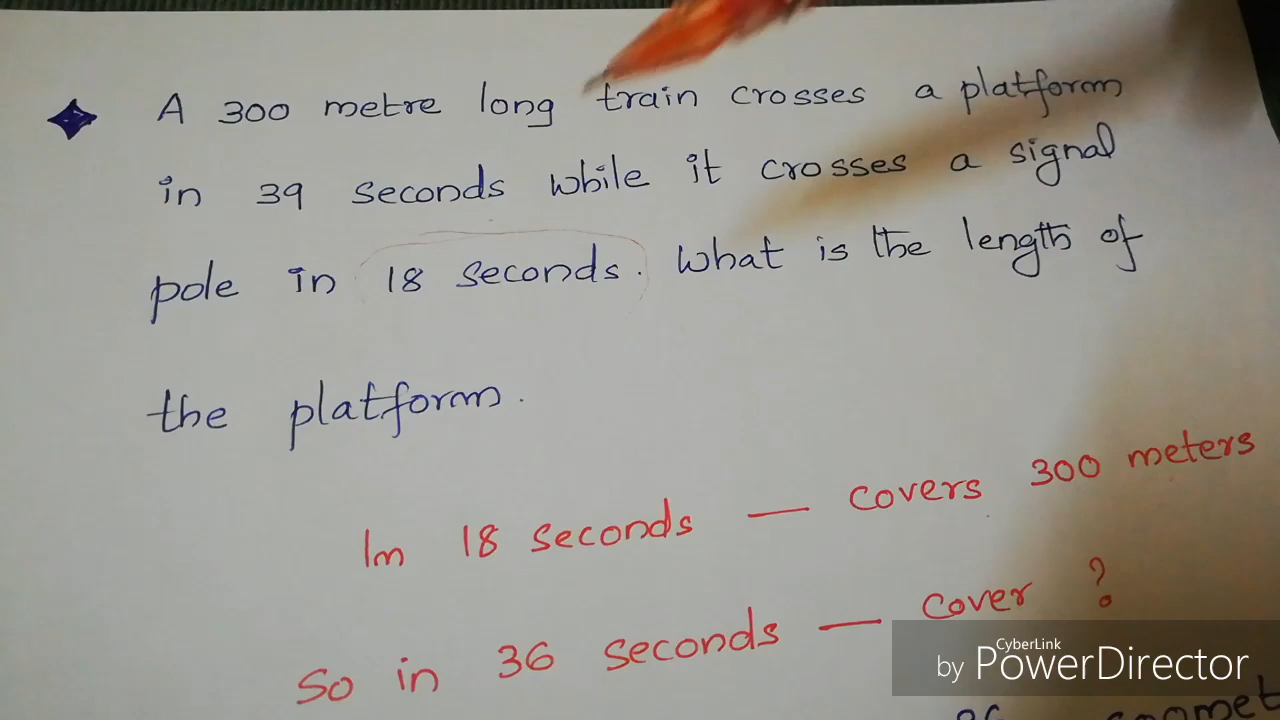 A 300 metre long train crosses a platform
in 39 seconds while it crosses a signal
pole in 18 seconds. What is the length of
the platform.
In 18 seconds — covers 300 meters
So in 36 seconds — cover ?
CyberLink
by PowerDirector